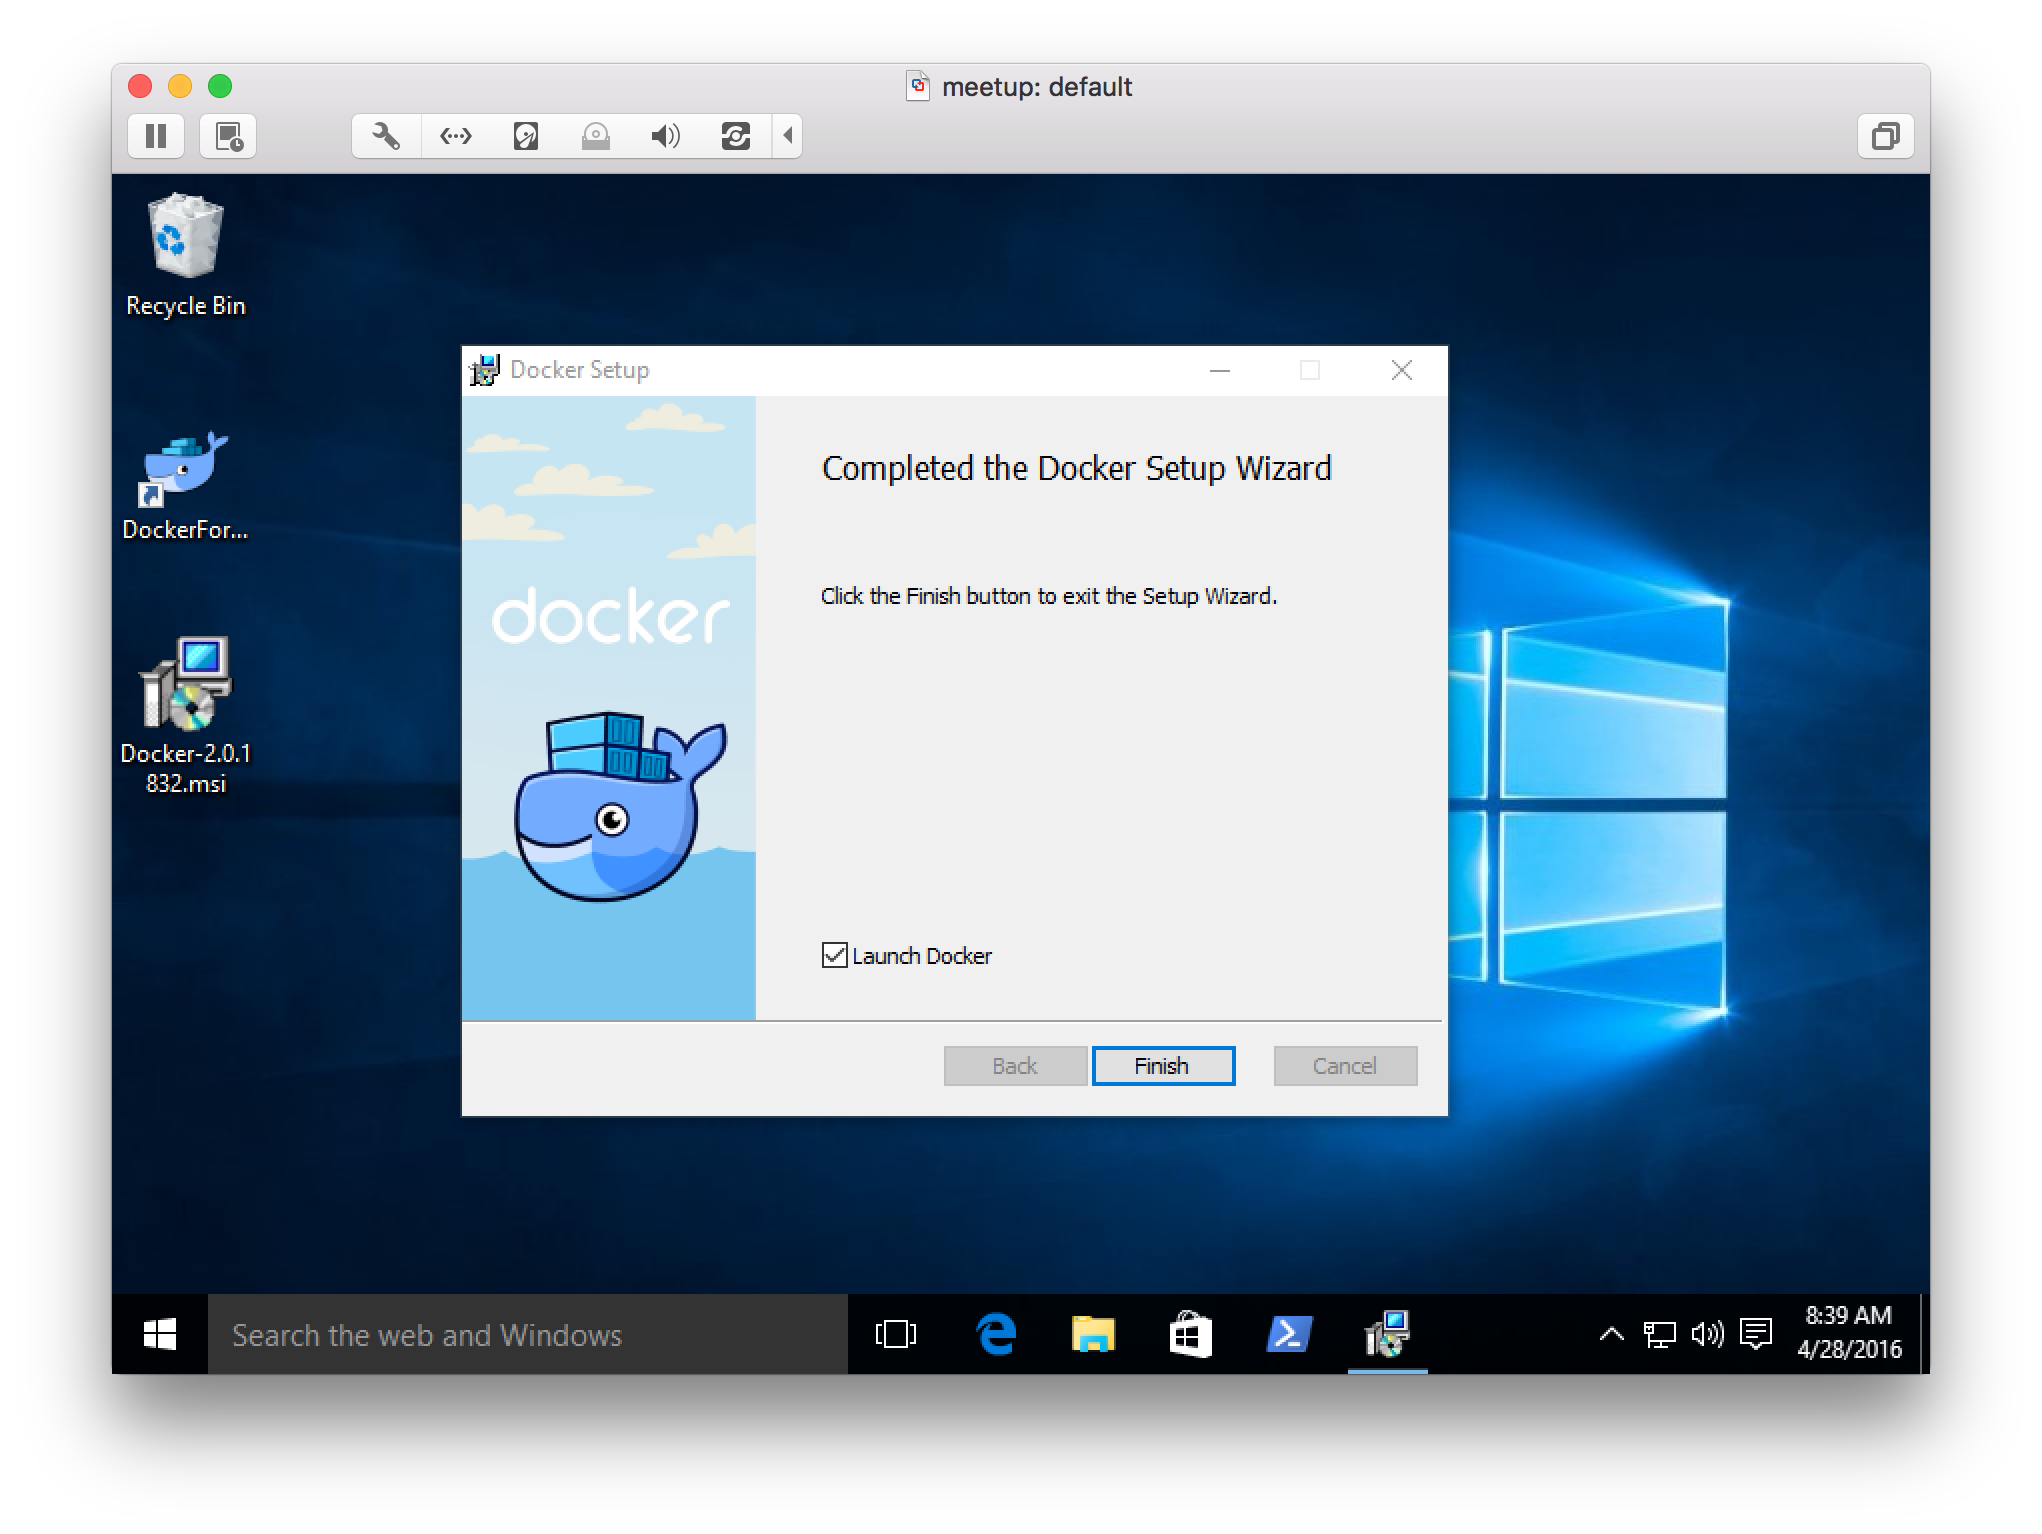 meetup: default
Recycle Bin
DockerFor...
Docker-2.0.1
832.msi
Docker Setup
docker
Completed the Docker Setup Wizard
Click the Finish button to exit the Setup Wizard.
Launch Docker
Back
Finish
Cancel
Search the web and Windows
8:39 AM
4/28/2016